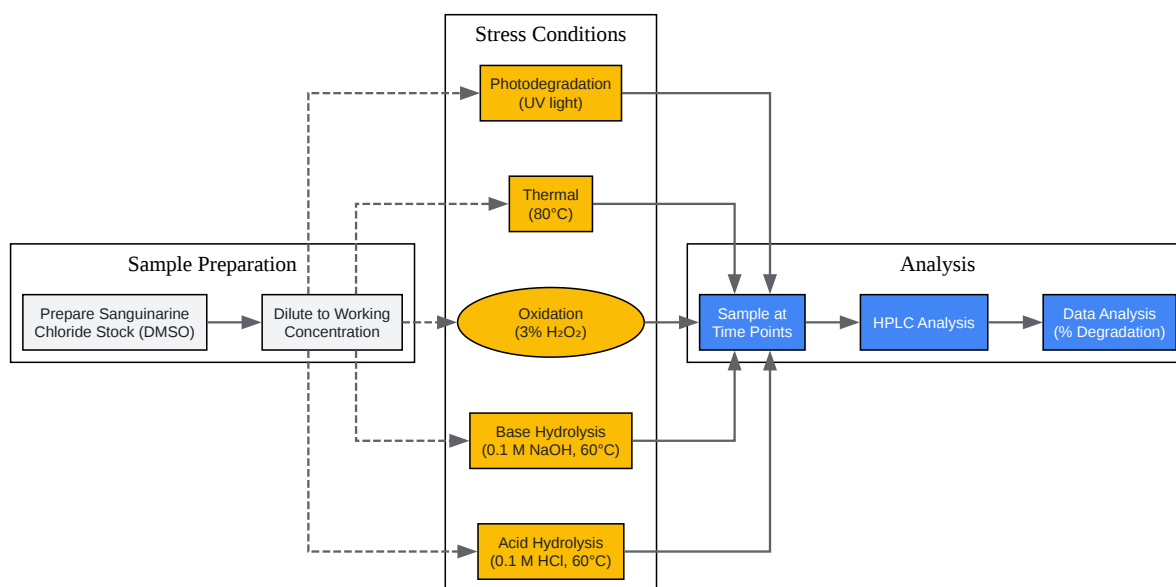 Stress Conditions
Photodegradation
(UV light)
Thermal
(80°C)
Sample Preparation
Analysis
Prepare Sanguinarine
Chloride Stock (DMSO)
Dilute to Working
Concentration
Oxidation
(3% H₂O₂)
Sample at
Time Points
HPLC Analysis
Data Analysis
(% Degradation)
Base Hydrolysis
(0.1 M NaOH, 60°C)
Acid Hydrolysis
(0.1 M HCl, 60°C)